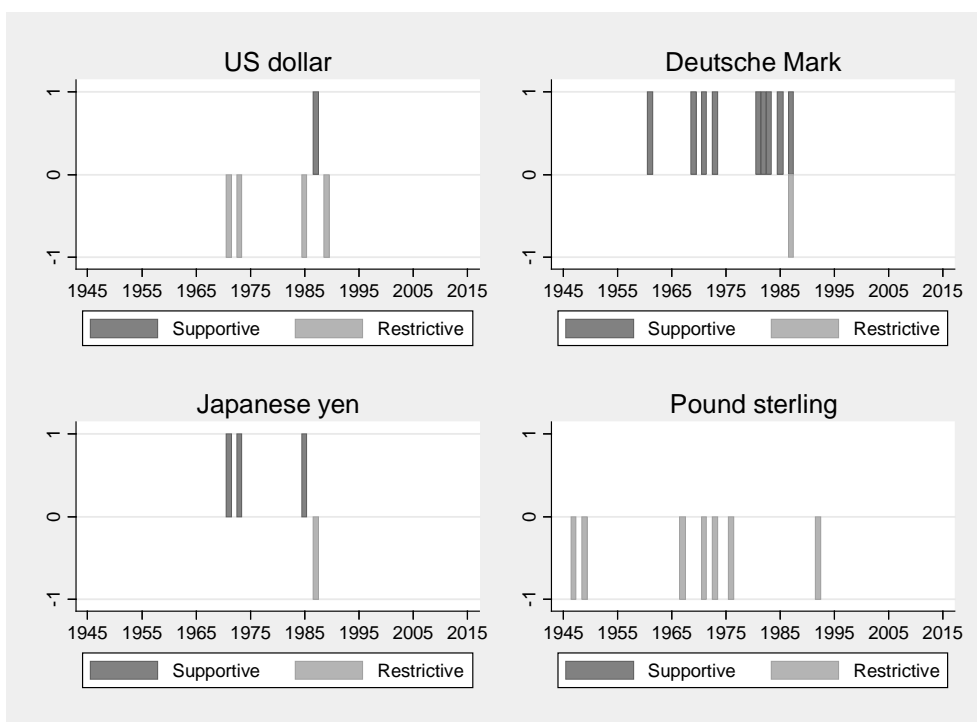 US dollar
1
0
-1
1945 1955 1965 1975 1985 1995 2005 2015
Supportive Restrictive
Deutsche Mark
1
0
-1
1945 1955 1965 1975 1985 1995 2005 2015
Supportive Restrictive
Japanese yen
1
0
-1
1945 1955 1965 1975 1985 1995 2005 2015
Supportive Restrictive
Pound sterling
1
0
-1
1945 1955 1965 1975 1985 1995 2005 2015
Supportive Restrictive